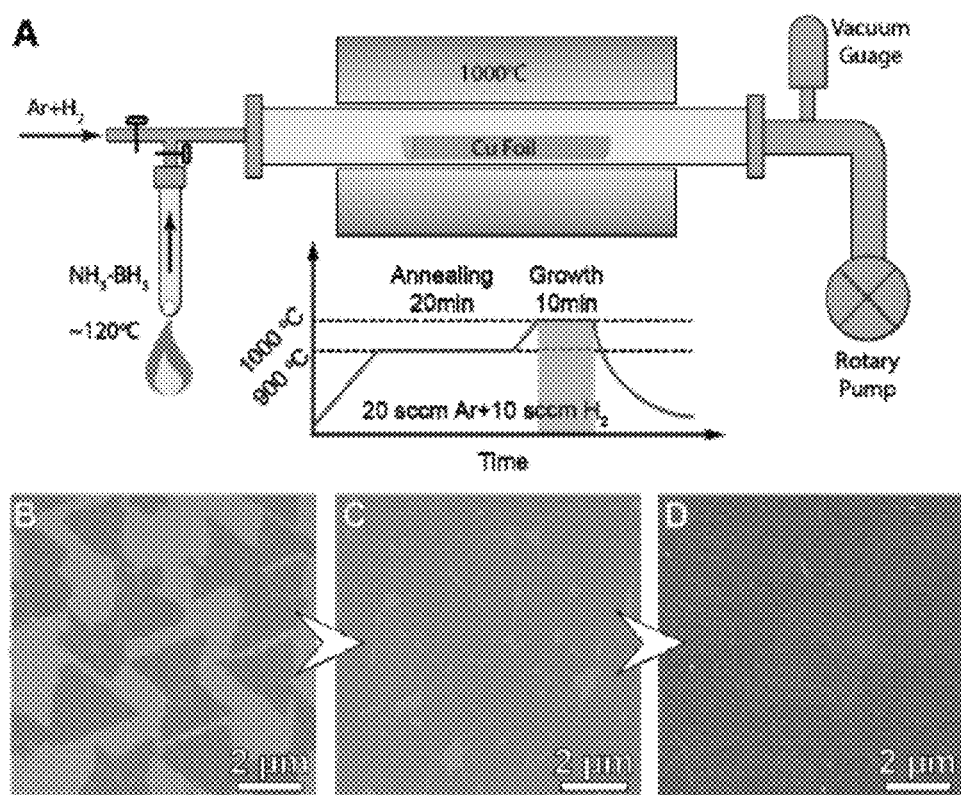 A
Vacuum
Guage
1000°C
Ar+H₂
Cu Foil
NH₃-BH₃
~120°C
Annealing
20min
Growth
10min
1000 °C
900 °C
20 sccm Ar+10 sccm H₂
Time
Rotary
Pump
B
C
D
2 μm
2 μm
2 μm